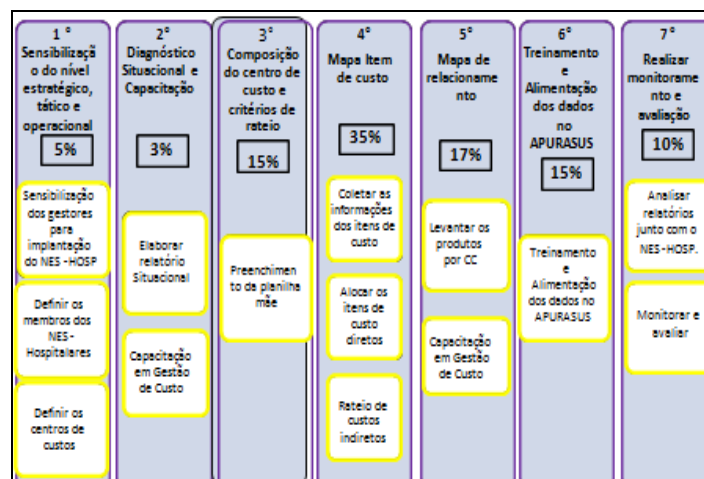 1 °
Sensibilizaçã
o do nível
estratégico,
tático e
operacional
5%
Sensibilização
dos gestores
para
implantação
do NES -HOSP
Definir os
membros dos
NES-
Hospitalares
Definir os
centros de
custos
2°
Diagnóstico
Situacional e
Capacitação
3%
Elaborar
relatório
Situacional
Capacitação
em Gestão
de Custo
3°
Composição
do centro de
custo e
critérios de
rateio
15%
Preenchimen
to da planilha
mãe
4°
Mapa Item
de custo
35%
Coletar as
informações
dos itens de
custo
Alocar os
itens de
custo
diretos
Rateio de
custos
indiretos
5°
Mapa de
relacioname
nto
17%
Levantar os
produtos
por CC
Capacitação
em Gestão
de Custo
6°
Treinamento
e
Alimentação
dos dados
no
APURASUS
15%
Treinamento
e
Alimentação
dos dados no
APURASUS
7°
Realizar
monitorame
nto e
avaliação
10%
Analisar
relatórios
junto com o
NES-HOSP.
Monitorar e
avaliar